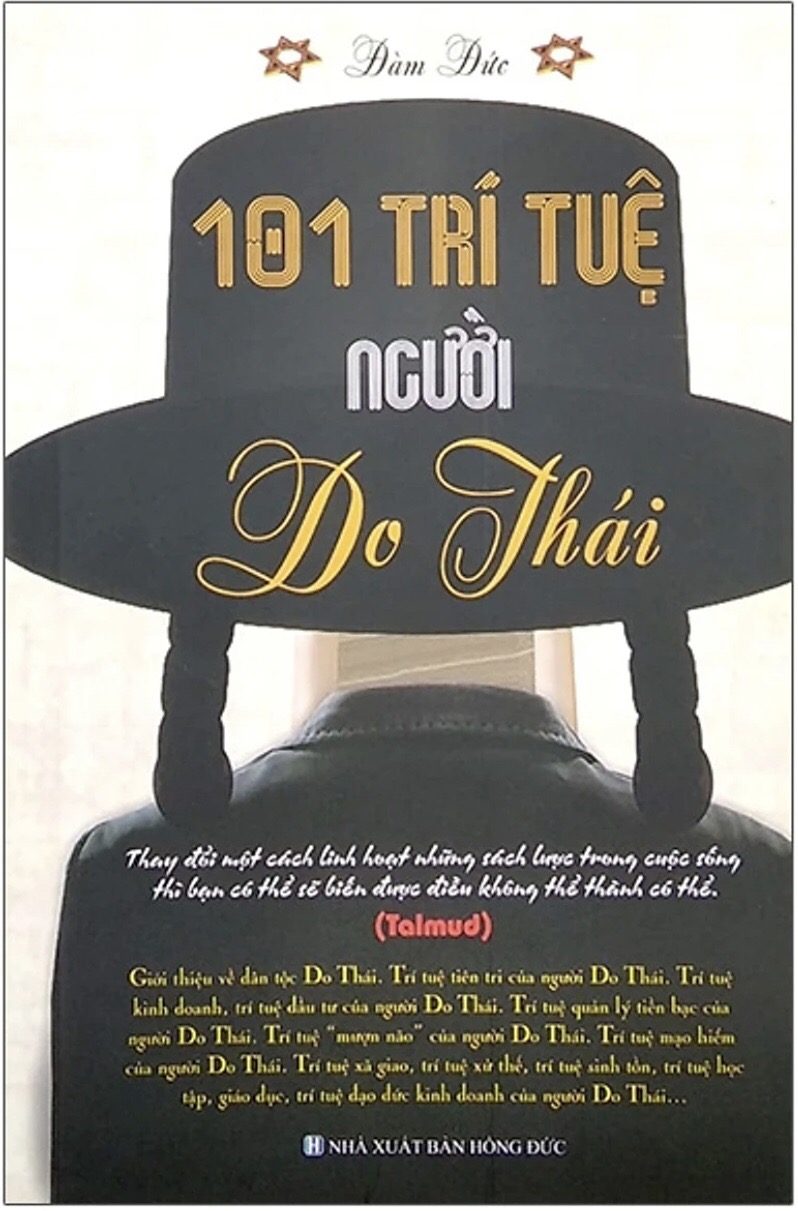 Đàm Đức
101 TRÍ TUỆ
NGƯỜI
Do Thái
Thay đổi một cách linh hoạt những sách lược trong cuộc sống
thì bạn có thể sẽ biến được điều không thể thành có thể.
(Talmud)
Giới thiệu về dân tộc Do Thái. Trí tuệ tiên tri của người Do Thái. Trí tuệ
kinh doanh, trí tuệ đầu tư của người Do Thái. Trí tuệ quản lý tiền bạc của
người Do Thái. Trí tuệ “mượn não” của người Do Thái. Trí tuệ mạo hiểm
của người Do Thái. Trí tuệ xã giao, trí tuệ xử thế, trí tuệ sinh tồn, trí tuệ học
tập, giáo dục, trí tuệ đạo đức kinh doanh của người Do Thái...
H NHÀ XUẤT BẢN HỒNG ĐỨC